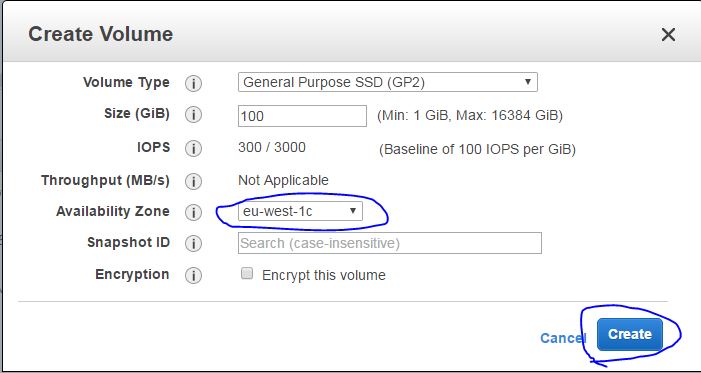 Create Volume ×
Volume Type i General Purpose SSD (GP2)
Size (GiB) i 100 (Min: 1 GiB, Max: 16384 GiB)
IOPS i 300 / 3000 (Baseline of 100 IOPS per GiB)
Throughput (MB/s) i Not Applicable
Availability Zone i eu-west-1c
Snapshot ID i Search (case-insensitive)
Encryption i Encrypt this volume
Cancel Create